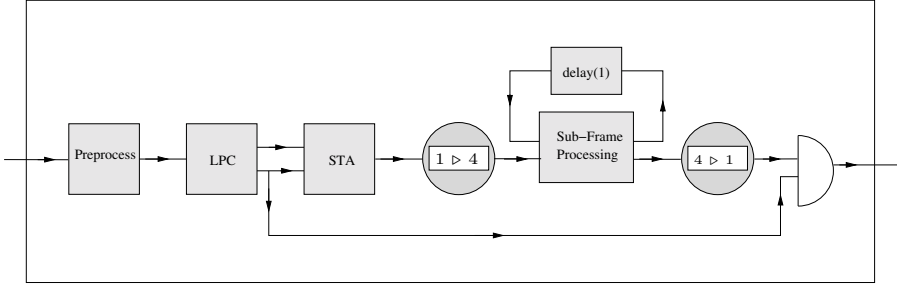 delay(1)
Preprocess
LPC
STA
1 ▷ 4
Sub−Frame
Processing
4 ▷ 1